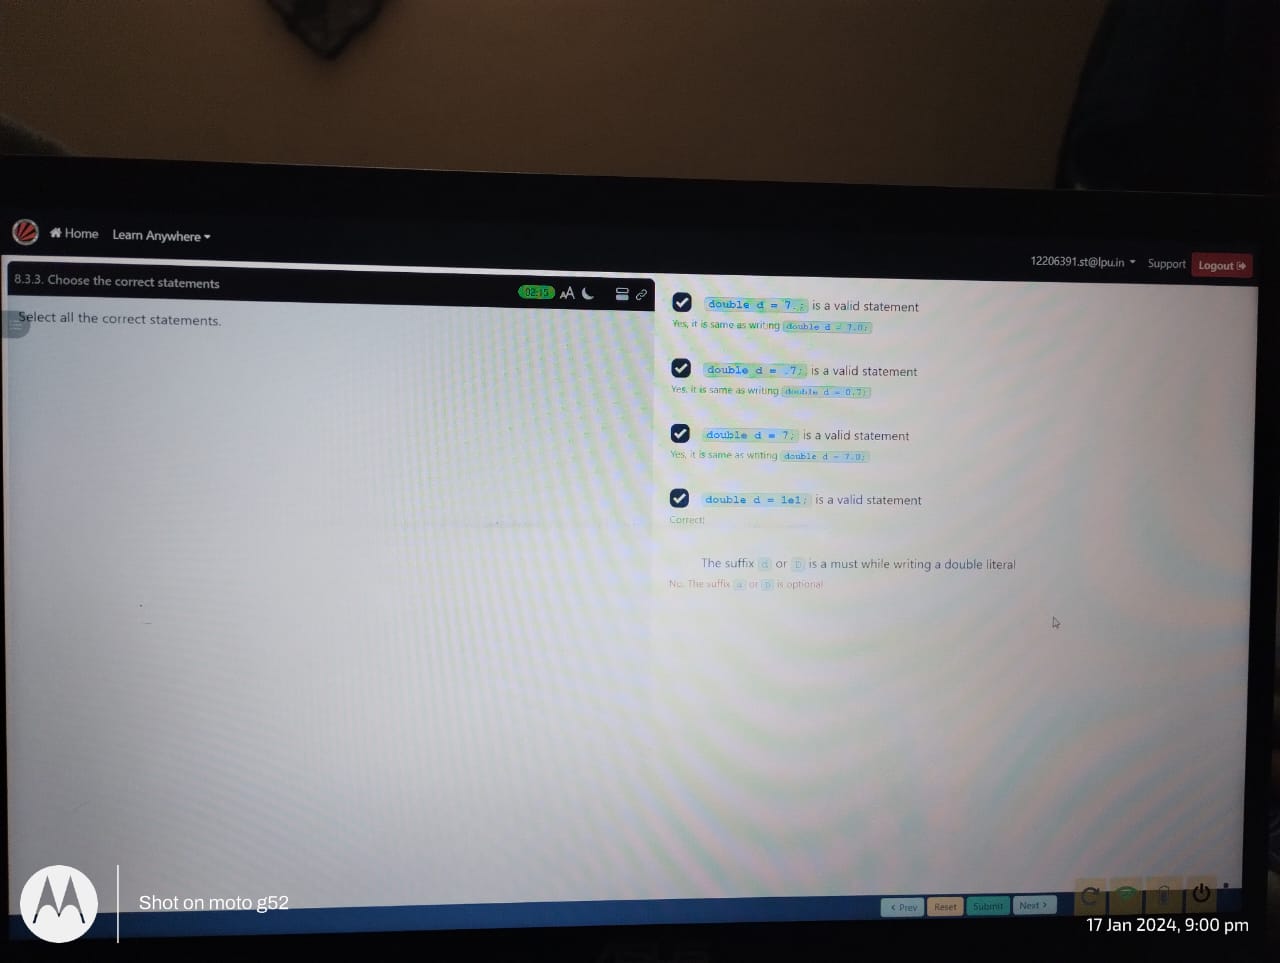 Home Learn Anywhere
12206391.st@lpu.in Support Logout
8.3.3. Choose the correct statements
02:15 AA
Select all the correct statements.
double d = 7.; is a valid statement
Yes, it is same as writing double d = 7.0;
double d = .7; is a valid statement
Yes, it is same as writing double d = 0.7;
double d = 7; is a valid statement
Yes, it is same as writing double d = 7.0;
double d = 1e1; is a valid statement
Correct!
The suffix d or D is a must while writing a double literal
No. The suffix d or D is optional
< Prev Reset Submit Next >
Shot on moto g52
17 Jan 2024, 9:00 pm